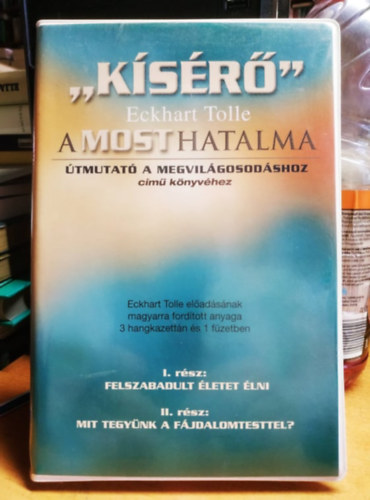 „KÍSÉRŐ”
Eckhart Tolle
A MOST HATALMA
ÚTMUTATÓ A MEGVILÁGOSODÁSHOZ
című könyvéhez
Eckhart Tolle előadásának
magyarra fordított anyaga
3 hangkazettán és 1 füzetben
I. rész:
FELSZABADULT ÉLETET ÉLNI
II. rész:
MIT TEGYÜNK A FÁJDALOMTESTTEL?